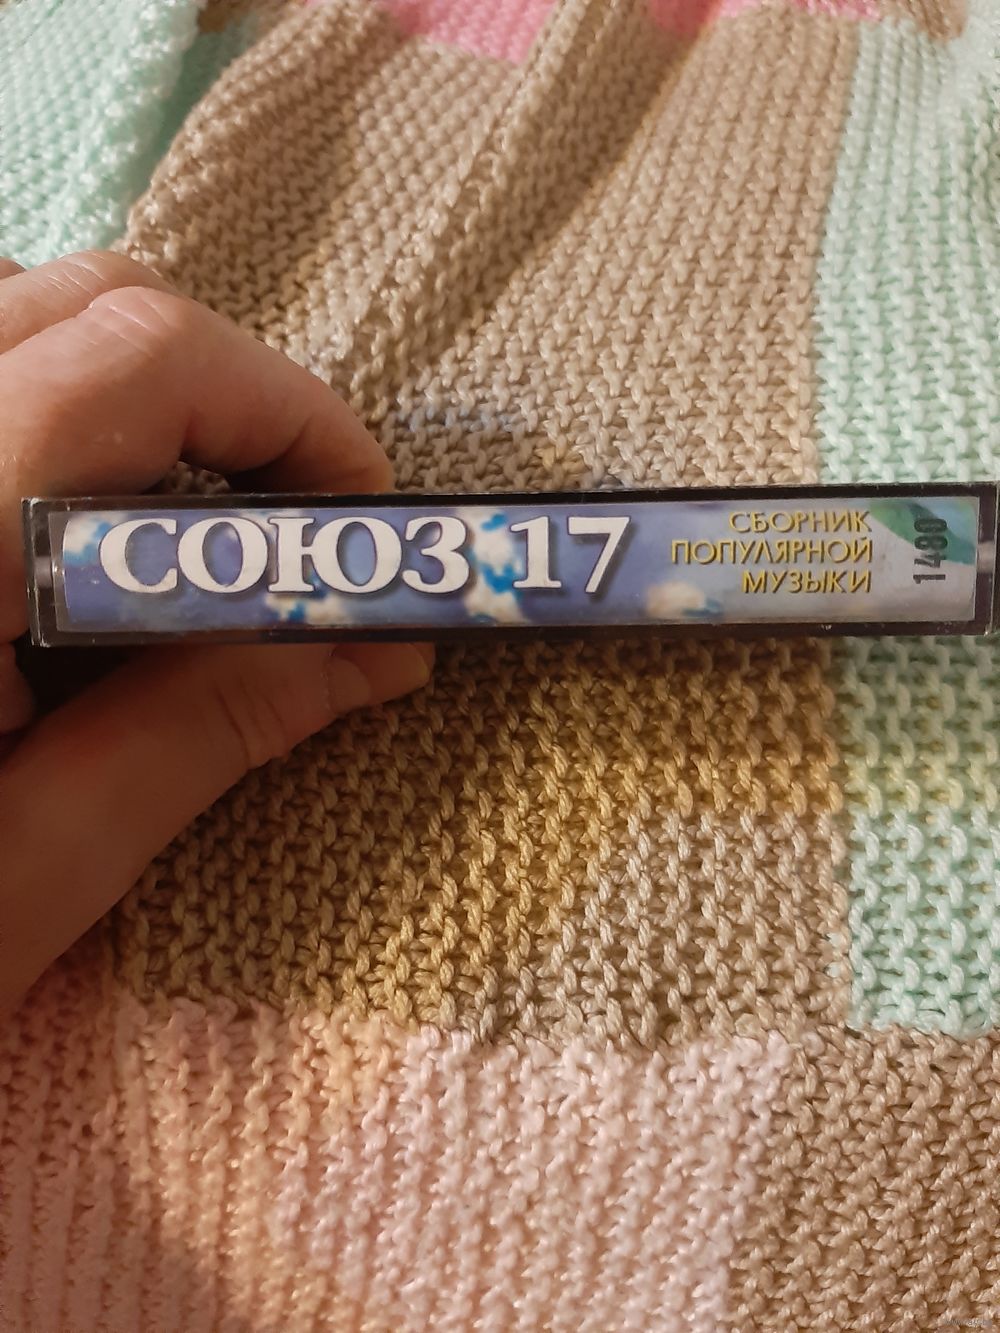 СОЮЗ 17
СБОРНИК
ПОПУЛЯРНОЙ
МУЗЫКИ
1480